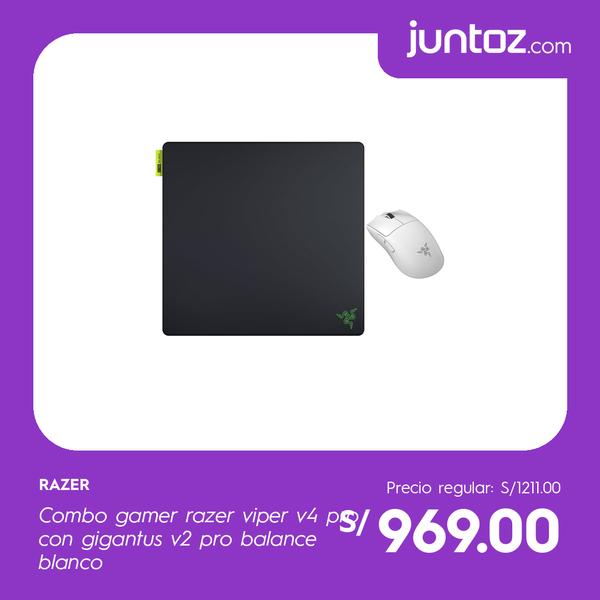 juntoz.com
RAZER
Combo gamer razer viper v4 pro
con gigantus v2 pro balance
blanco
Precio regular: S/1211.00
S/ 969.00